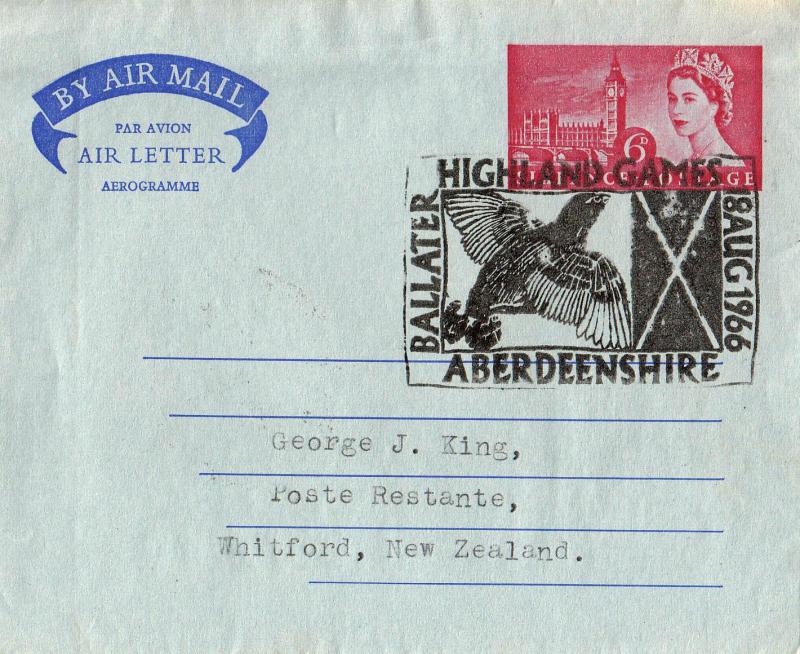 BY AIR MAIL
PAR AVION
AIR LETTER
AEROGRAMME
6D
HIGHLAND GAMES
BALLATER
18 AUG 1966
ABERDEENSHIRE
George J. King,
Poste Restante,
Whitford, New Zealand.